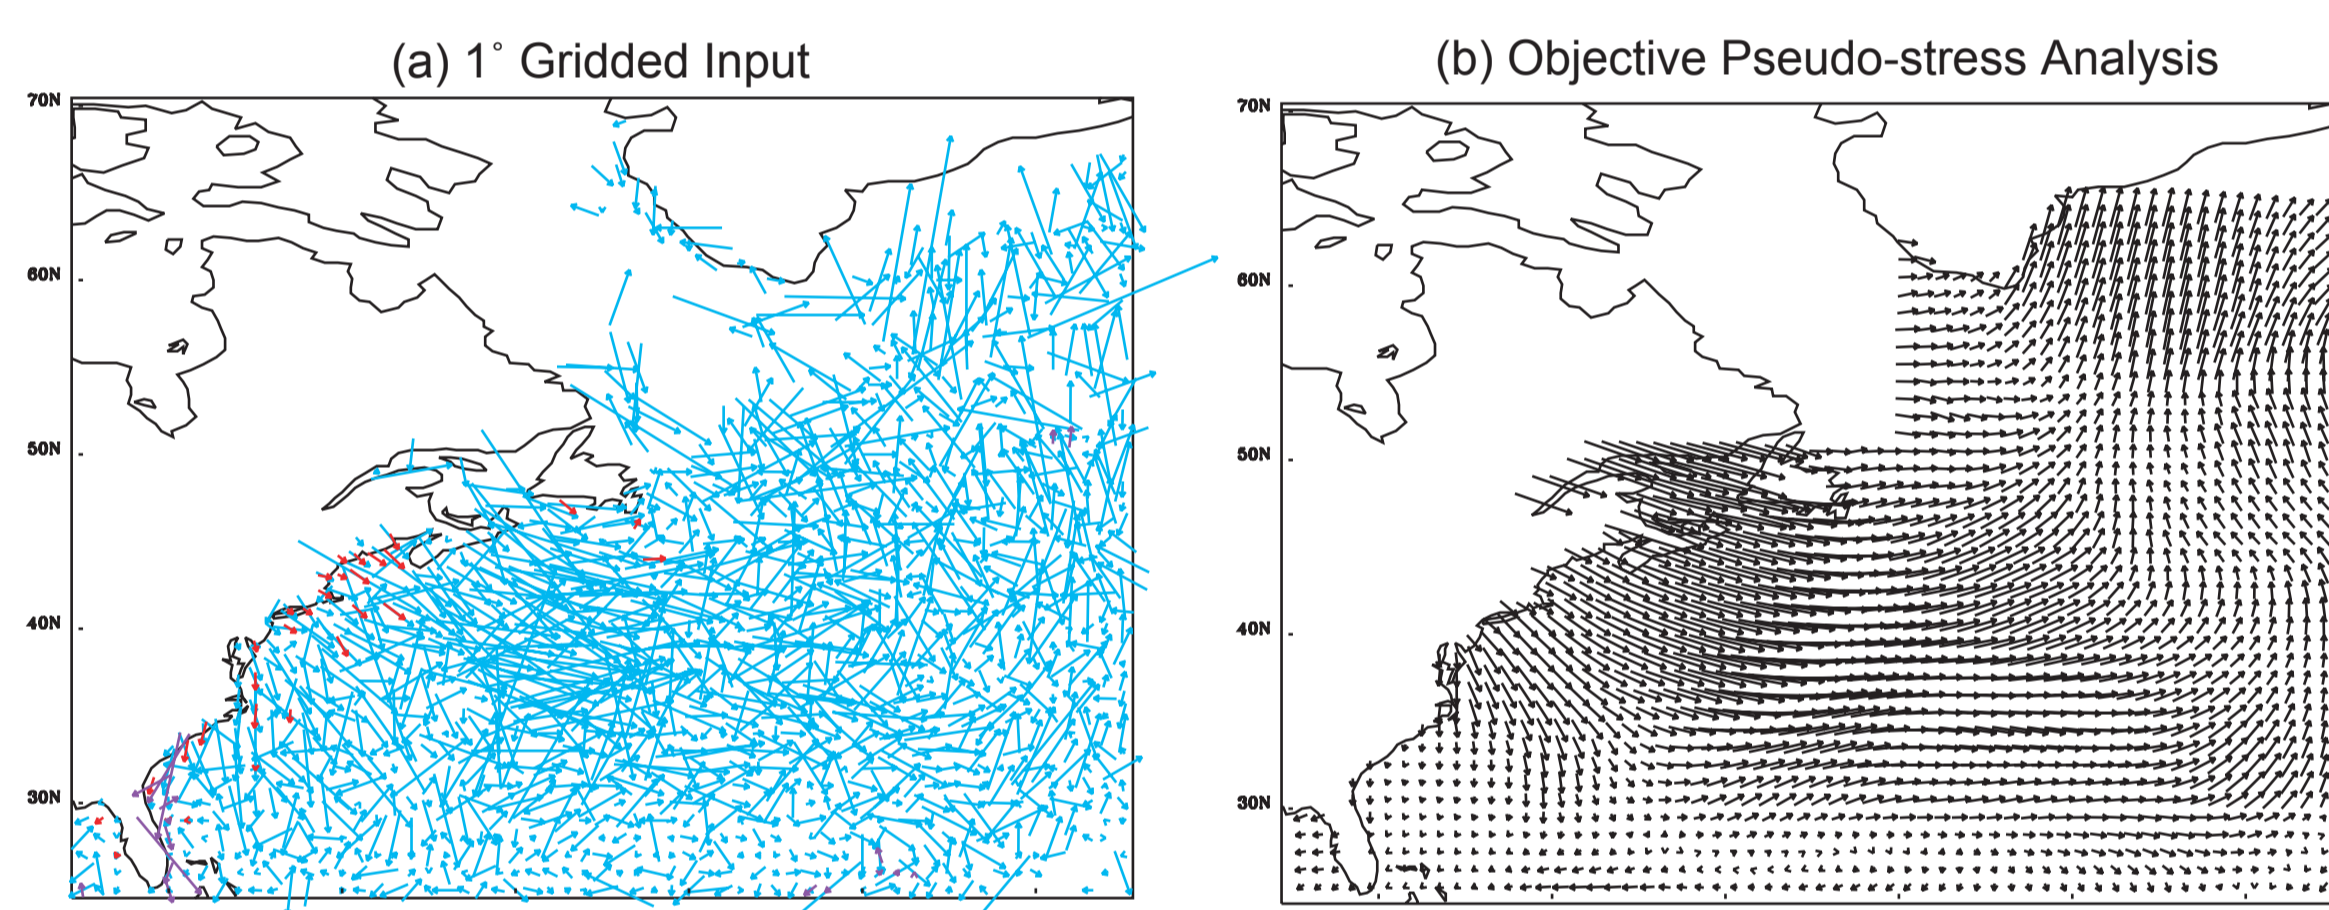 (a) 1° Gridded Input
(b) Objective Pseudo-stress Analysis
70N
60N
50N
40N
30N
70N
60N
50N
40N
30N